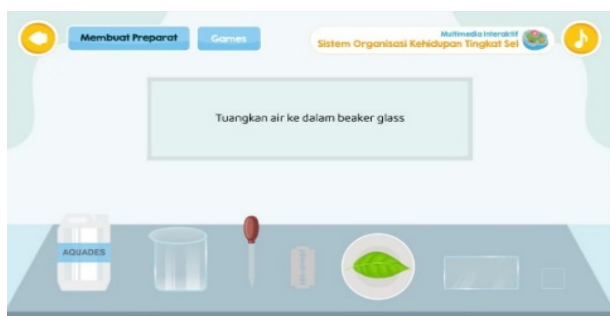 Membuat Preparat
Games
Multimedia Interaktif
Sistem Organisasi Kehidupan Tingkat Sel
Tuangkan air ke dalam beaker glass
AQUADES